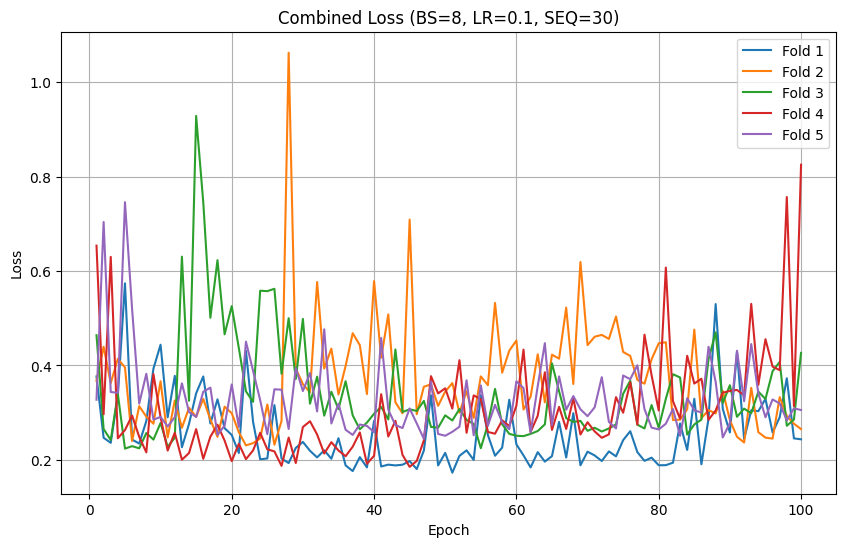 Combined Loss (BS=8, LR=0.1, SEQ=30)
Fold 1
Fold 2
Fold 3
Fold 4
Fold 5
1.0
0.8
0.6
0.4
0.2
Loss
0 20 40 60 80 100
Epoch